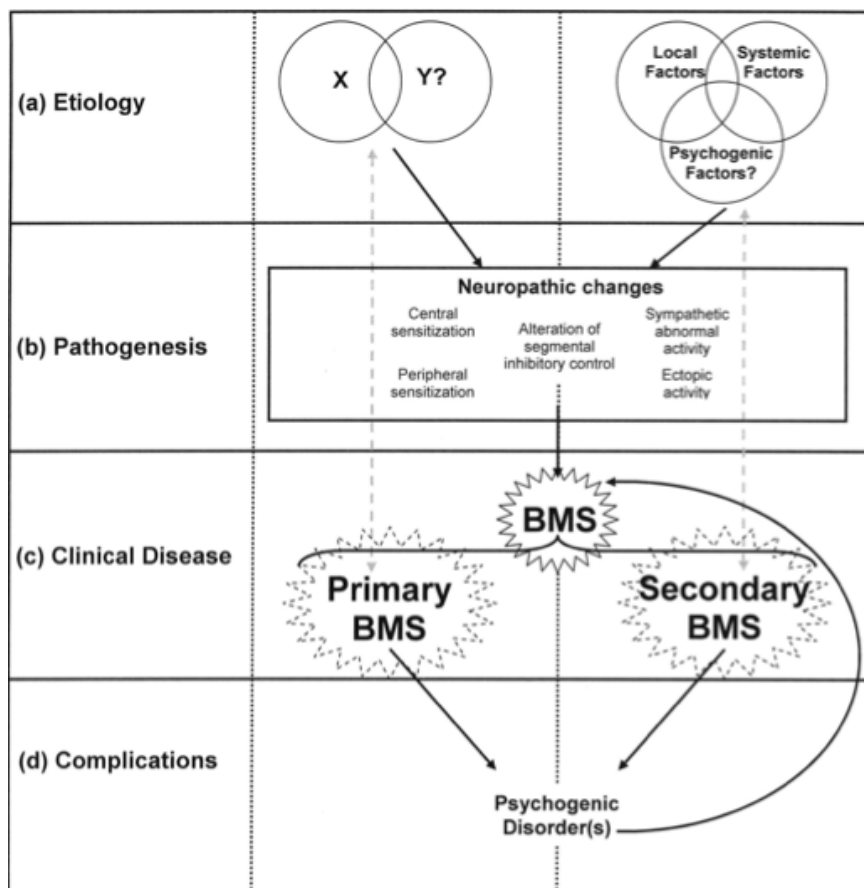 (a) Etiology
X
Y?
Local
Factors
Systemic
Factors
Psychogenic
Factors?
(b) Pathogenesis
Neuropathic changes
Central
sensitization
Peripheral
sensitization
Alteration of
segmental
inhibitory control
Sympathetic
abnormal
activity
Ectopic
activity
(c) Clinical Disease
BMS
Primary
BMS
Secondary
BMS
(d) Complications
Psychogenic
Disorder(s)